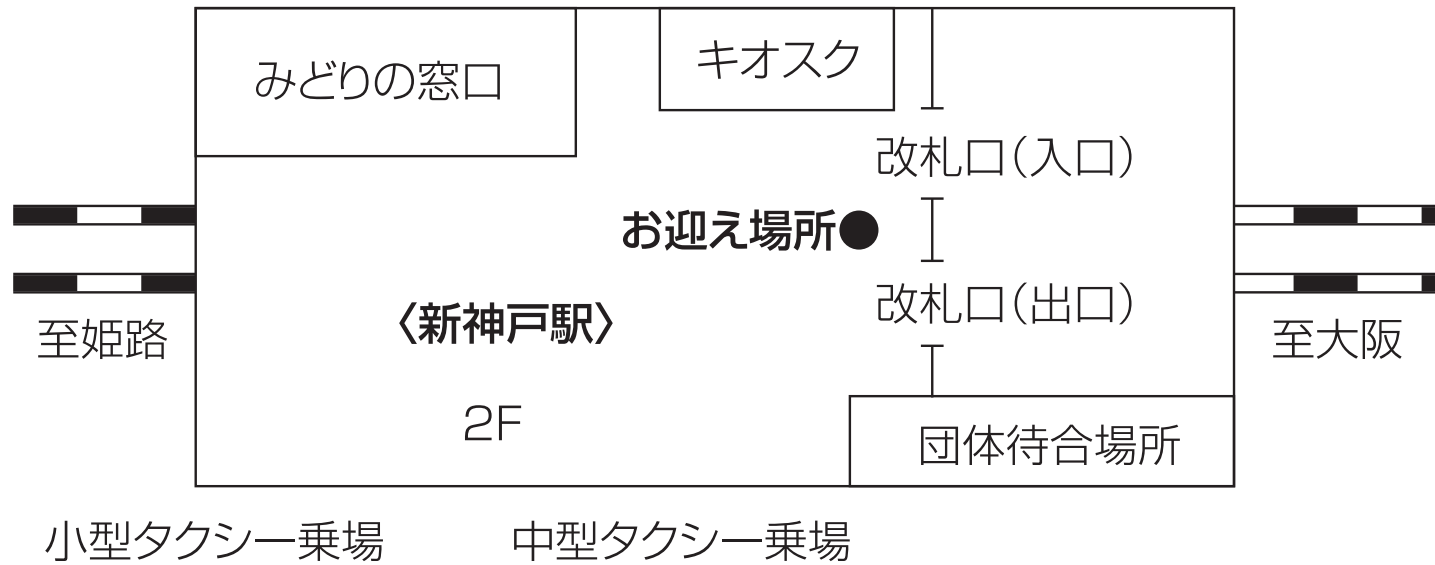 みどりの窓口
キオスク
改札口(入口)
お迎え場所●
改札口(出口)
〈新神戸駅〉
至姫路
至大阪
2F
団体待合場所
小型タクシー乗場
中型タクシー乗場